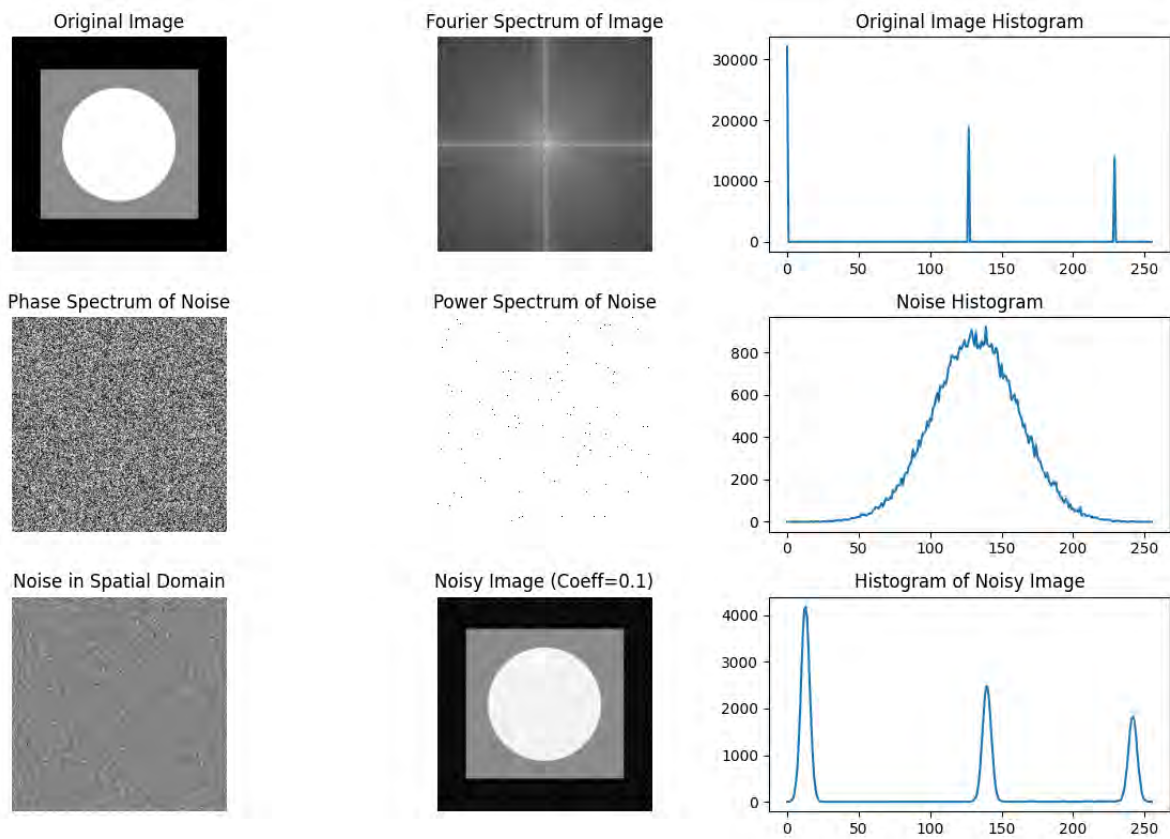 Original Image
Fourier Spectrum of Image
Original Image Histogram
30000
20000
10000
0
0 50 100 150 200 250
Phase Spectrum of Noise
Power Spectrum of Noise
Noise Histogram
800
600
400
200
0
0 50 100 150 200 250
Noise in Spatial Domain
Noisy Image (Coeff=0.1)
Histogram of Noisy Image
4000
3000
2000
1000
0
0 50 100 150 200 250